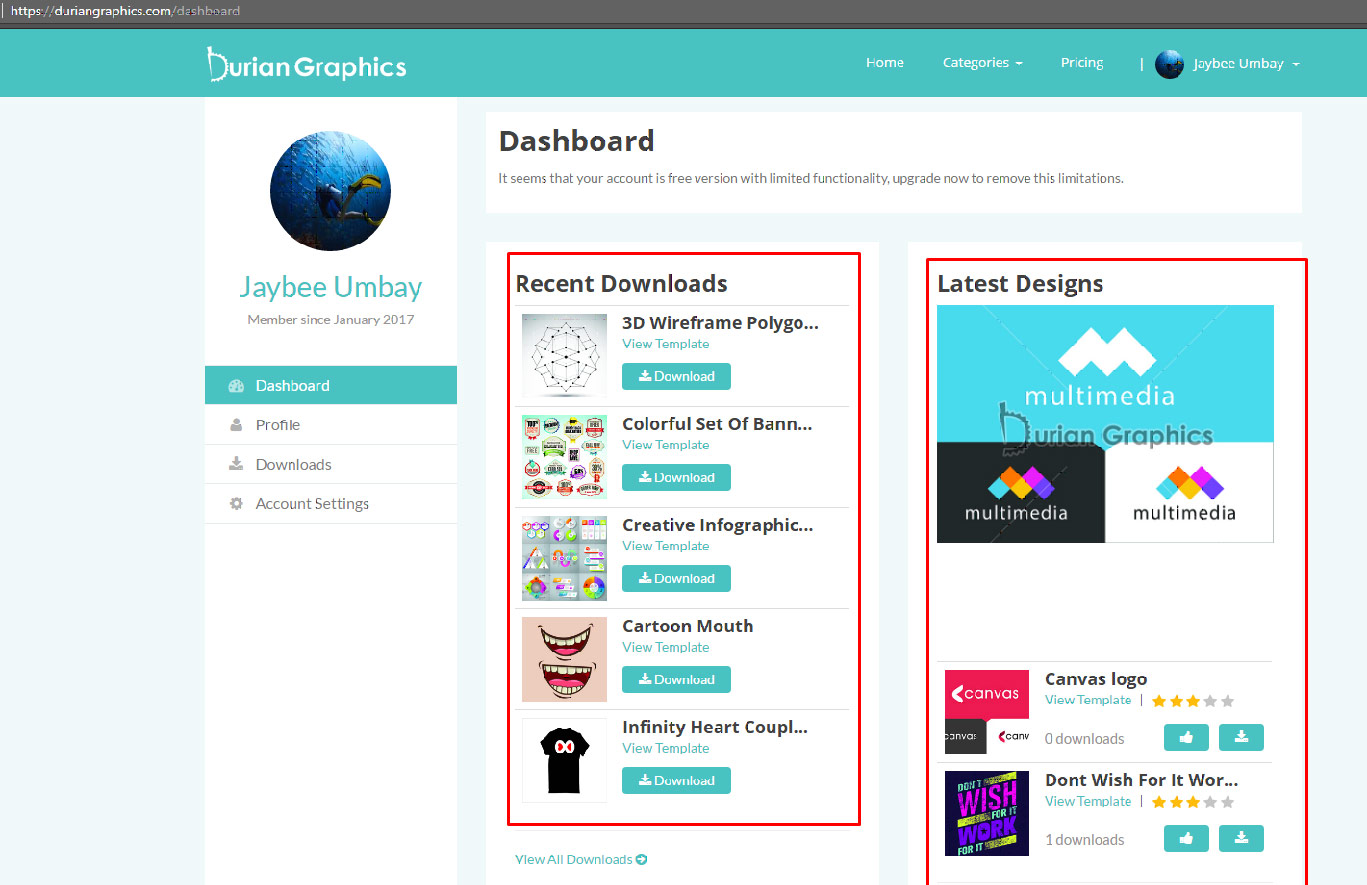 https://duriangraphics.com/dashboard
Durian Graphics
Home
Categories
Pricing
|
Jaybee Umbay
Jaybee Umbay
Member since January 2017
Dashboard
Profile
Downloads
Account Settings
Dashboard
It seems that your account is free version with limited functionality, upgrade now to remove this limitations.
Recent Downloads
3D Wireframe Polygo...
View Template
Download
Colorful Set Of Bann...
View Template
Download
Creative Infographic...
View Template
Download
Cartoon Mouth
View Template
Download
Infinity Heart Coupl...
View Template
Download
View All Downloads
Latest Designs
multimedia
Durian Graphics
multimedia
multimedia
canvas
canvas
canv
Canvas logo
View Template |
0 downloads
DON'T
WISH
FOR IT
WORK
FOR IT
Dont Wish For It Wor...
View Template |
1 downloads